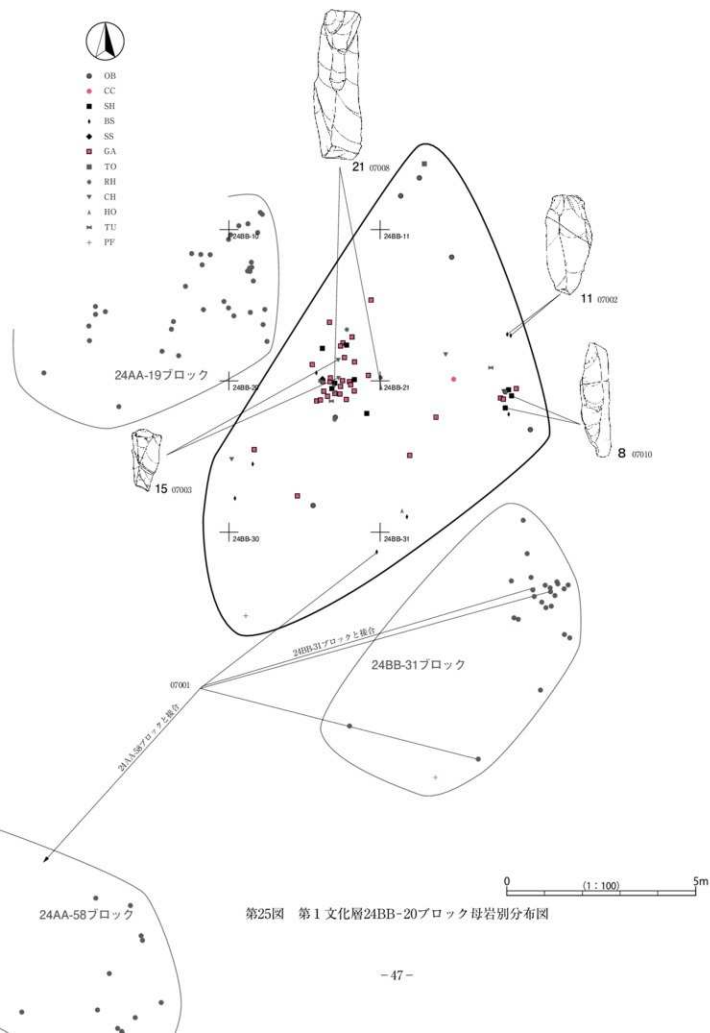 OB
CC
SH
BS
SS
GA
TO
RH
CH
HO
TU
PF
21 07008
24BB-10
24BB-11
11 07002
24AA-19ブロック
24BB-20
24BB-21
8 07010
15 07003
24BB-30
24BB-31
24BB-31ブロックと接合
24BB-31ブロック
07001
24AA-58ブロックと接合
0 (1：100) 5m
24AA-58ブロック
第25図 第１文化層24BB-20ブロック母岩別分布図
－47－